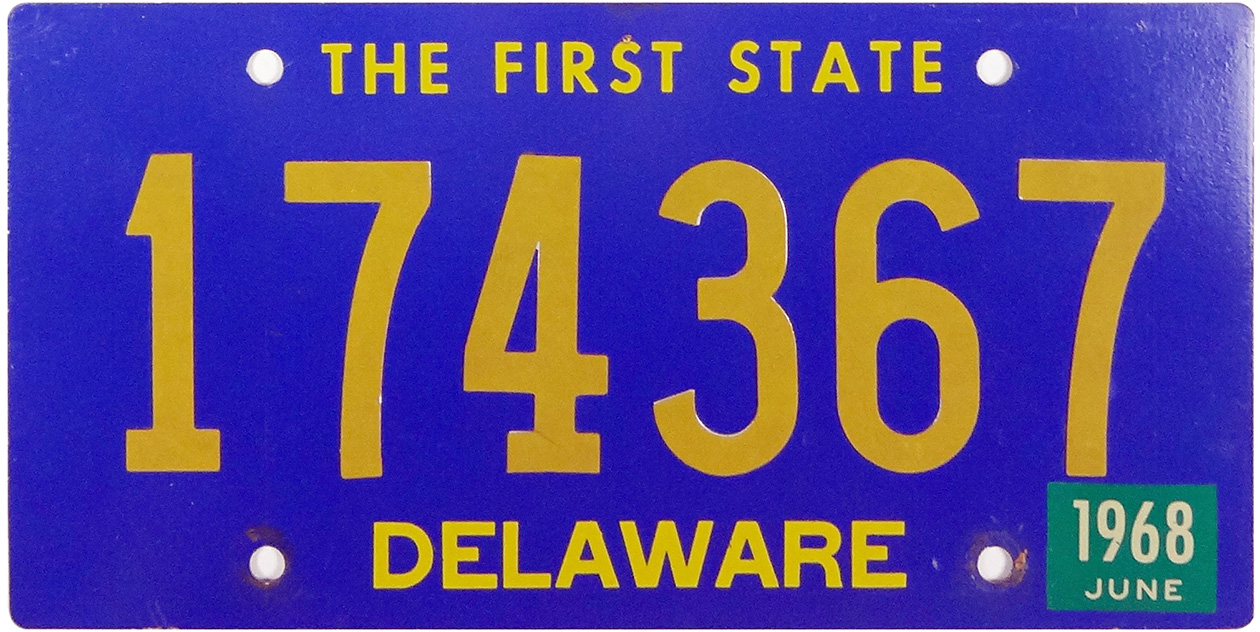 THE FIRST STATE
174367
DELAWARE
1968
JUNE